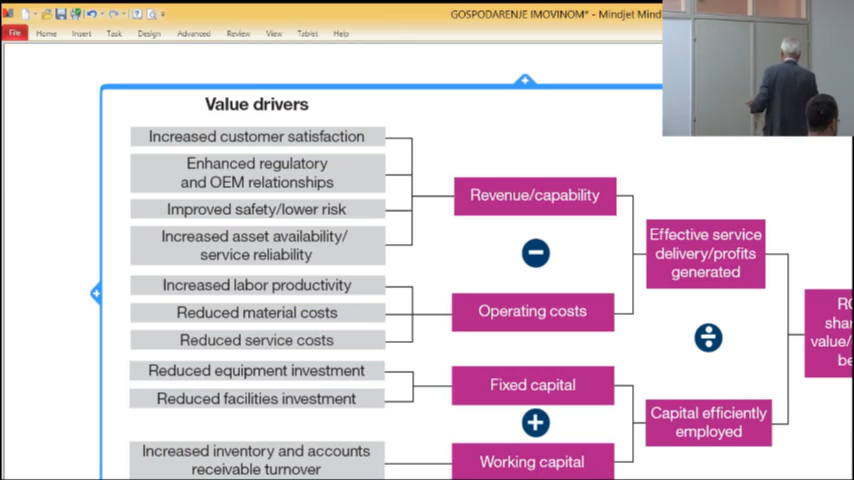 GOSPODARENJE IMOVINOM* - Mindjet Mind
File Home Insert Task Design Advanced Review View Tablet Help
Value drivers
Increased customer satisfaction
Enhanced regulatory
and OEM relationships
Improved safety/lower risk
Increased asset availability/
service reliability
Increased labor productivity
Reduced material costs
Reduced service costs
Reduced equipment investment
Reduced facilities investment
Increased inventory and accounts
receivable turnover
Revenue/capability
−
Operating costs
Fixed capital
+
Working capital
Effective service
delivery/profits
generated
÷
Capital efficiently
employed
value/